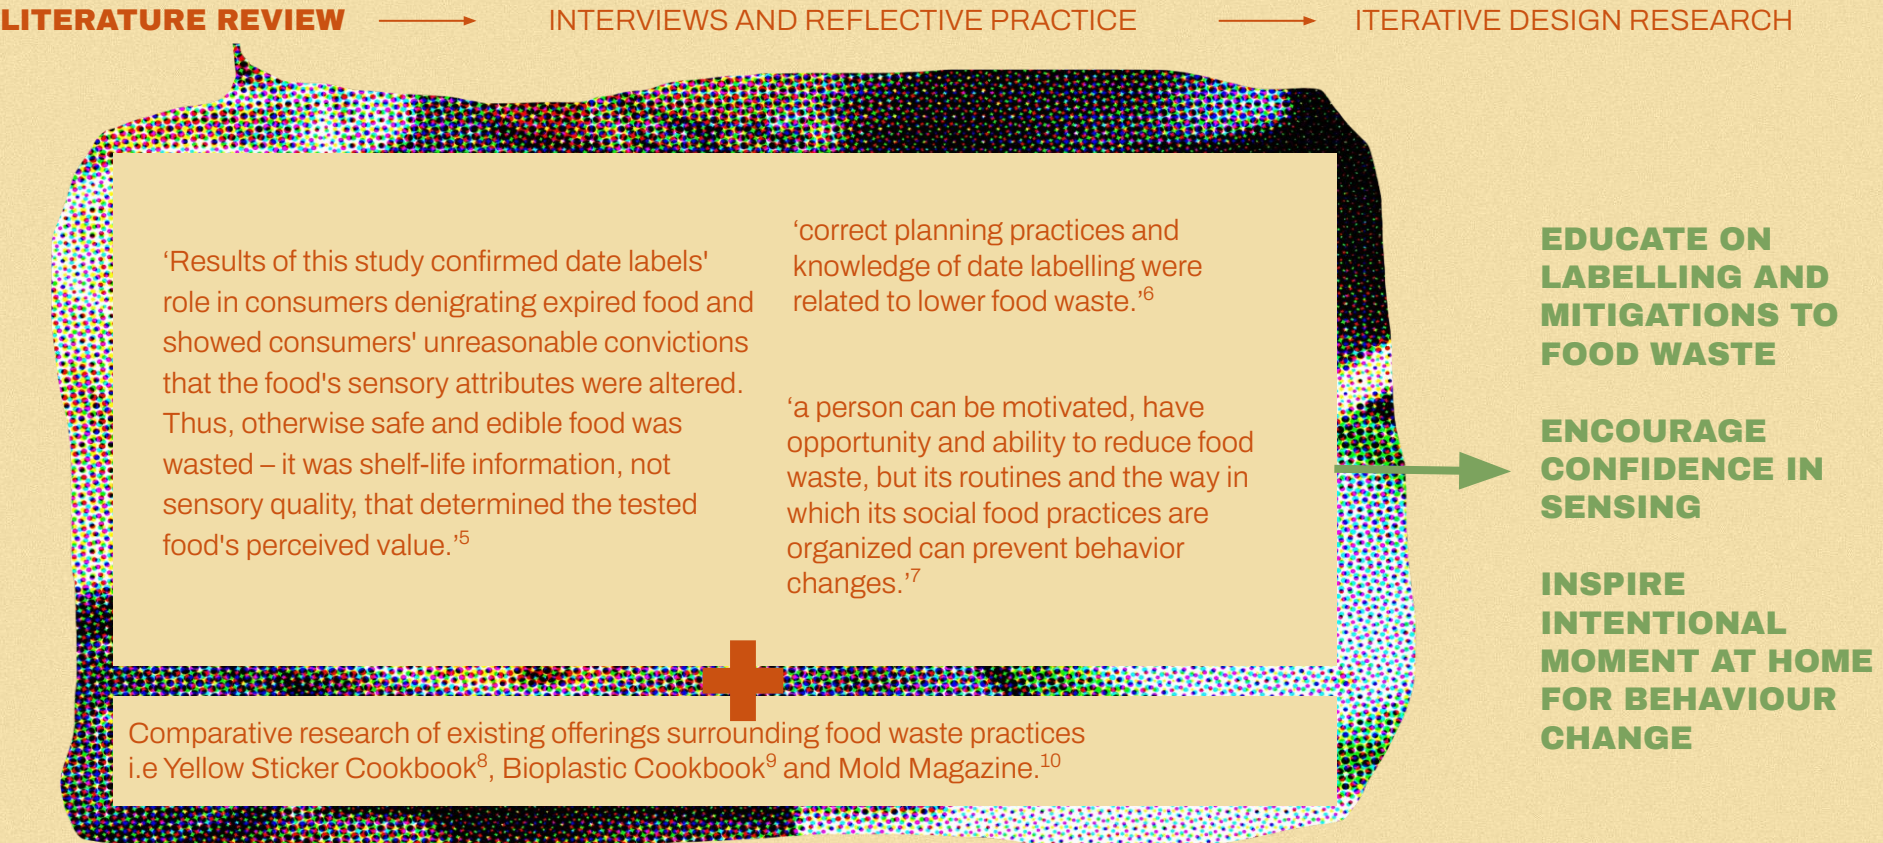 LITERATURE REVIEW
INTERVIEWS AND REFLECTIVE PRACTICE
ITERATIVE DESIGN RESEARCH
‘Results of this study confirmed date labels'
role in consumers denigrating expired food and
showed consumers' unreasonable convictions
that the food's sensory attributes were altered.
Thus, otherwise safe and edible food was
wasted – it was shelf-life information, not
sensory quality, that determined the tested
food's perceived value.’5
‘correct planning practices and
knowledge of date labelling were
related to lower food waste.’6
‘a person can be motivated, have
opportunity and ability to reduce food
waste, but its routines and the way in
which its social food practices are
organized can prevent behavior
changes.’7
Comparative research of existing offerings surrounding food waste practices
i.e Yellow Sticker Cookbook8, Bioplastic Cookbook9 and Mold Magazine.10
EDUCATE ON
LABELLING AND
MITIGATIONS TO
FOOD WASTE
ENCOURAGE
CONFIDENCE IN
SENSING
INSPIRE
INTENTIONAL
MOMENT AT HOME
FOR BEHAVIOUR
CHANGE